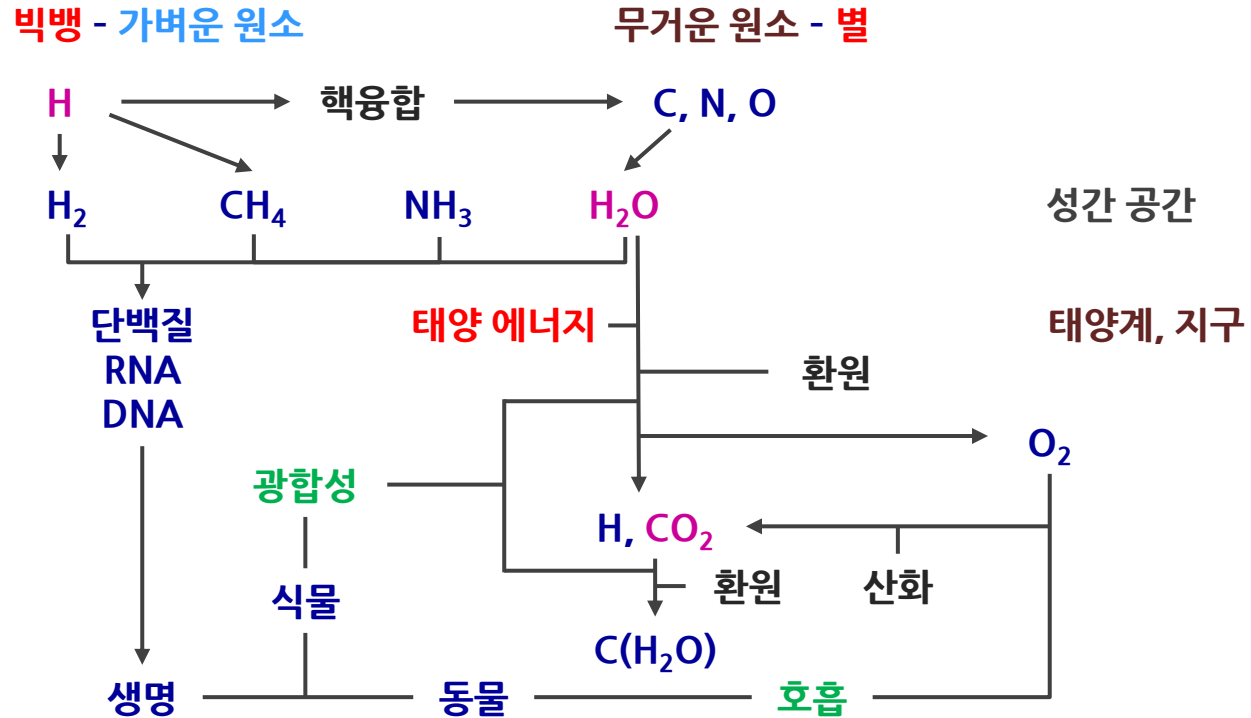 빅뱅 - 가벼운 원소 무거운 원소 - 별
H 핵융합 C, N, O
H₂ CH₄ NH₃ H₂O 성간 공간
단백질 태양 에너지 태양계, 지구
RNA 환원
DNA
O₂
광합성
H, CO₂
식물 환원 산화
C(H₂O)
생명 동물 호흡